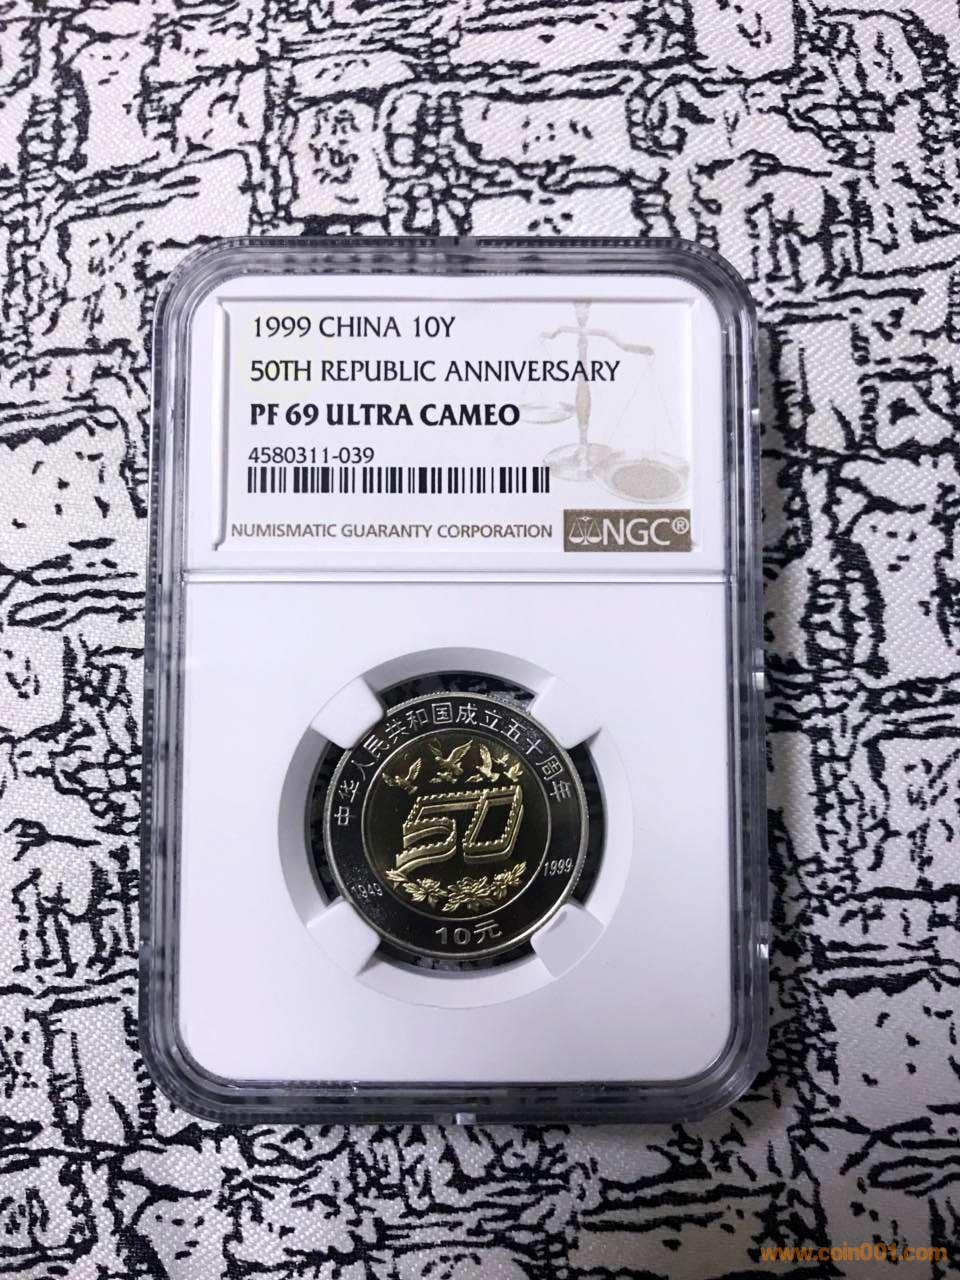 1999 CHINA 10Y
50TH REPUBLIC ANNIVERSARY
PF 69 ULTRA CAMEO
4580311-039
NUMISMATIC GUARANTY CORPORATION
NGC®
中华人民共和国成立五十周年
50
1949
1999
10元
www.coin001.com